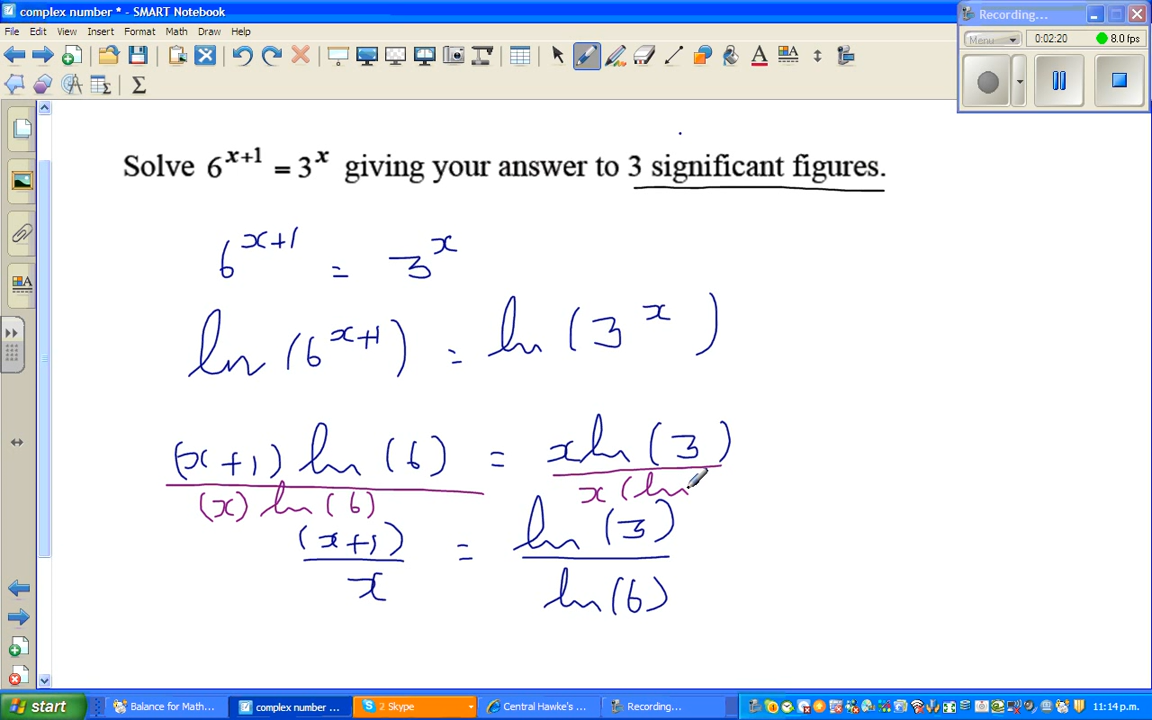 complex number * - SMART Notebook
Recording...
File Edit View Insert Format Math Draw Help
Menu
0:02:20
8.0 fps
Solve 6^{x+1} = 3^x giving your answer to 3 significant figures.
6^{x+1} = 3^x
ln (6^{x+1}) = ln (3^x)
(x+1) ln (6) = x ln (3)
(x) ln (6) x (ln
(x+1) = ln (3)
x ln (6)
start
Balance for Math...
complex number ...
2 Skype
Central Hawke's ...
Recording...
11:14 p.m.